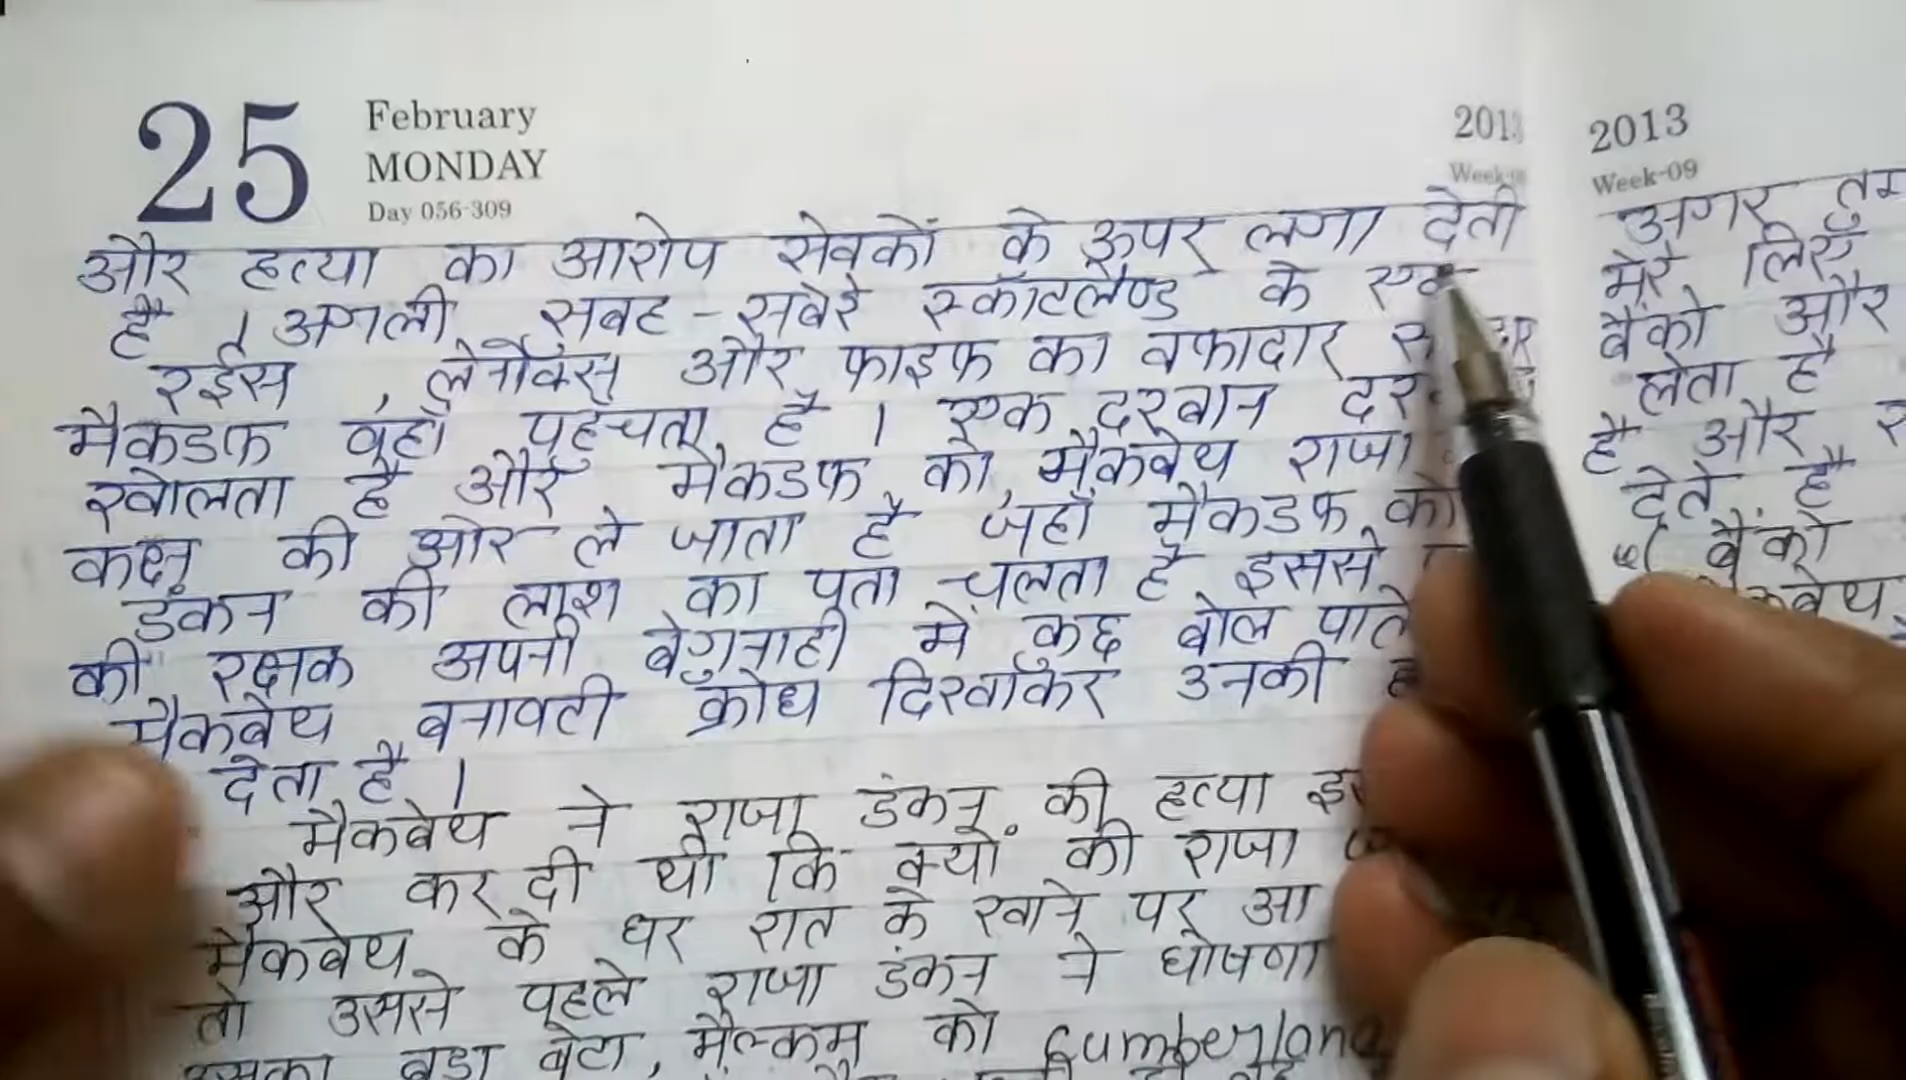 25
February
MONDAY
Day 056-309
2013
और हत्या का आरोप सेवकों के ऊपर लगा देती
है । अगली सुबह - सवेरे स्कॉटलैण्ड के एक
रईस , लेनॉक्स और फाइफ का वफादार
मैकडफ वहाँ पहुँचता है । एक दरवान
खोलता है और मैकडफ को मैकबेथ राजा
कक्ष की ओर ले जाता है जहाँ मैकडफ को
डंकन की लाश का पता चलता है इससे
की रक्षक अपनी बेगुनाही में कुछ बोल पाते
मैकबेथ बनावटी क्रोध दिखाकर उनकी
देता है ।
मैकबेथ ने राजा डंकन की हत्या
और कर दी थी कि क्यों की राजा
मैकबेथ के घर रात के खाने पर आ
तो उससे पहले राजा डंकन ने घोषणा
उसका बड़ा बेटा , मैल्कम को Cumberland
2013
Week-09
अगर तुम
मेरे लिए
बैंको और
लेता है
है और
देते है
बैंको